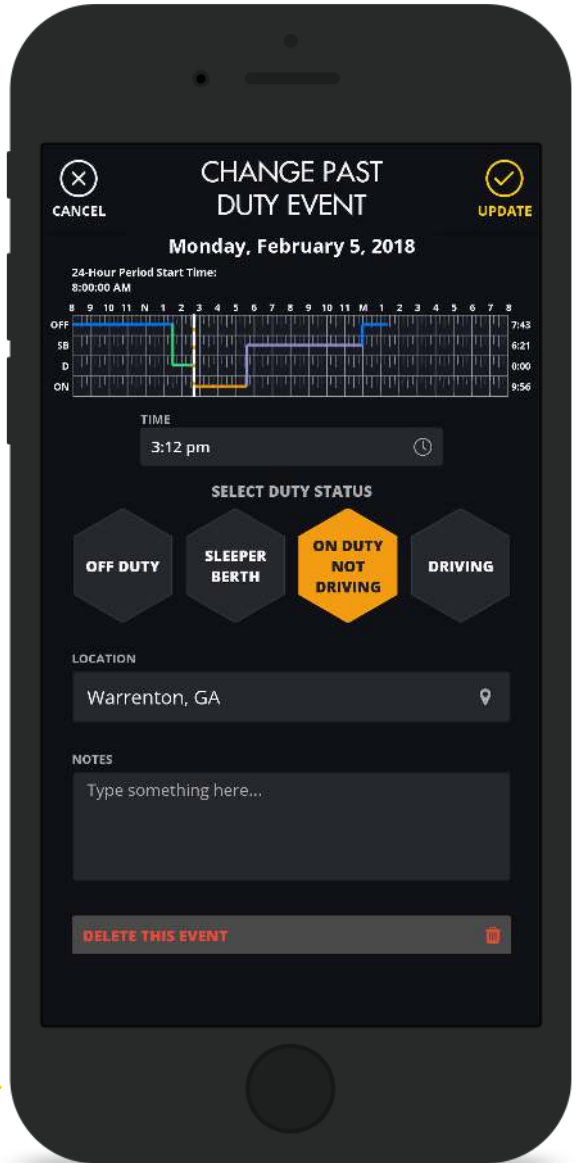 CHANGE PAST
DUTY EVENT
CANCEL
UPDATE
Monday, February 5, 2018
24-Hour Period Start Time:
8:00:00 AM
8 9 10 11 N 1 2 3 4 5 6 7 8 9 10 11 M 1 2 3 4 5 6 7 8
OFF 7:43
SB 6:21
D 0:00
ON 9:56
TIME
3:12 pm
SELECT DUTY STATUS
OFF DUTY
SLEEPER
BERTH
ON DUTY
NOT
DRIVING
DRIVING
LOCATION
Warrenton, GA
NOTES
Type something here...
DELETE THIS EVENT